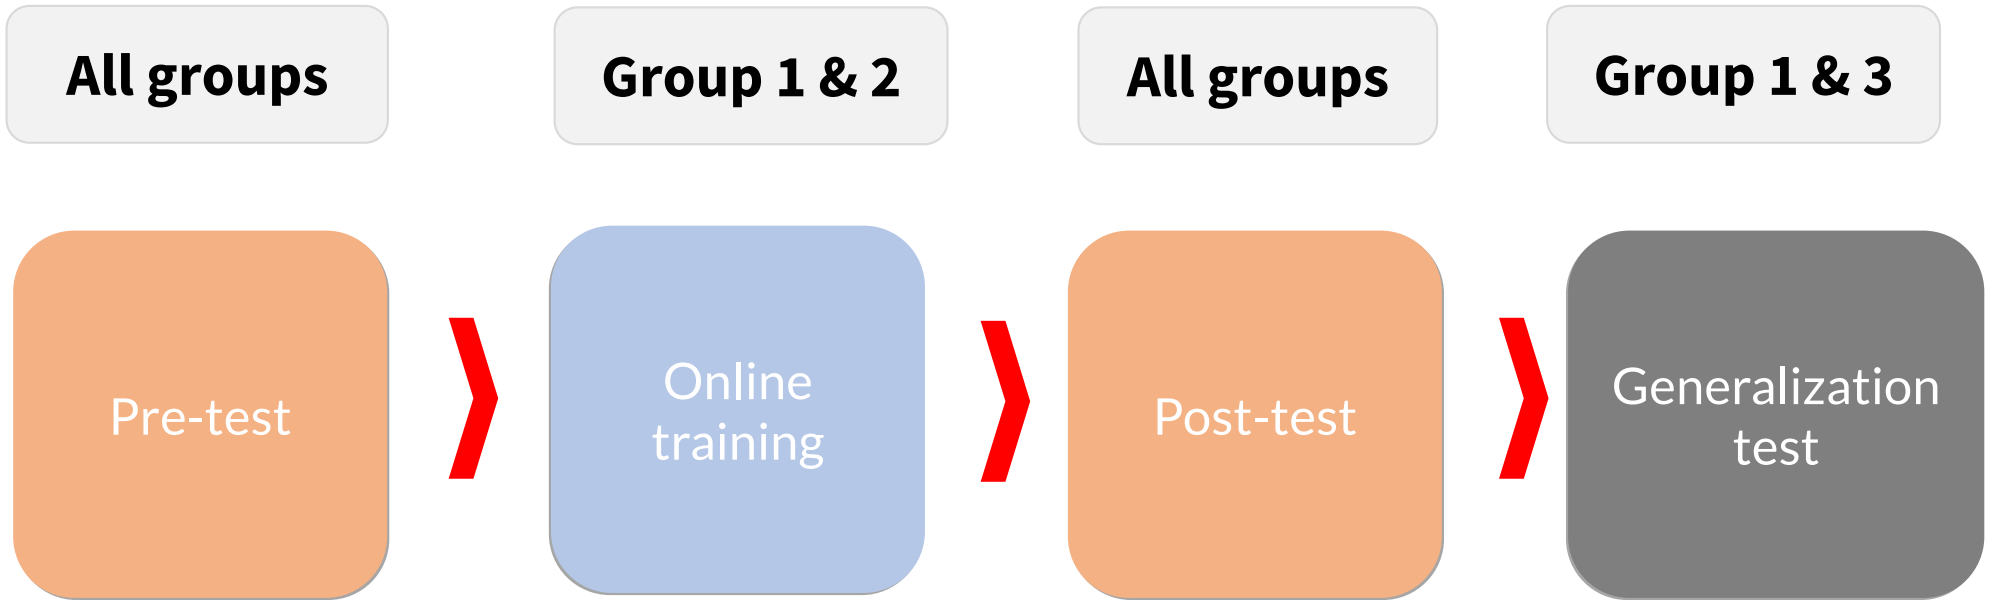 All groups
Group 1 & 2
All groups
Group 1 & 3
Pre-test
Online
training
Post-test
Generalization
test